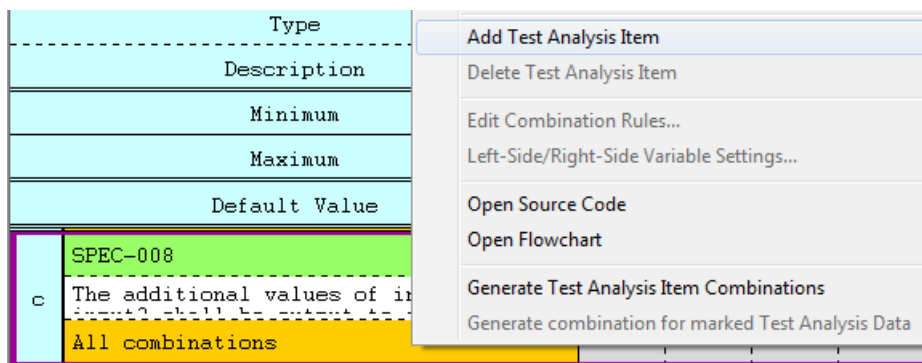 Type
Description
Minimum
Maximum
Default Value
SPEC-008
c
The additional values of
All combinations
Add Test Analysis Item
Delete Test Analysis Item
Edit Combination Rules...
Left-Side/Right-Side Variable Settings...
Open Source Code
Open Flowchart
Generate Test Analysis Item Combinations
Generate combination for marked Test Analysis Data